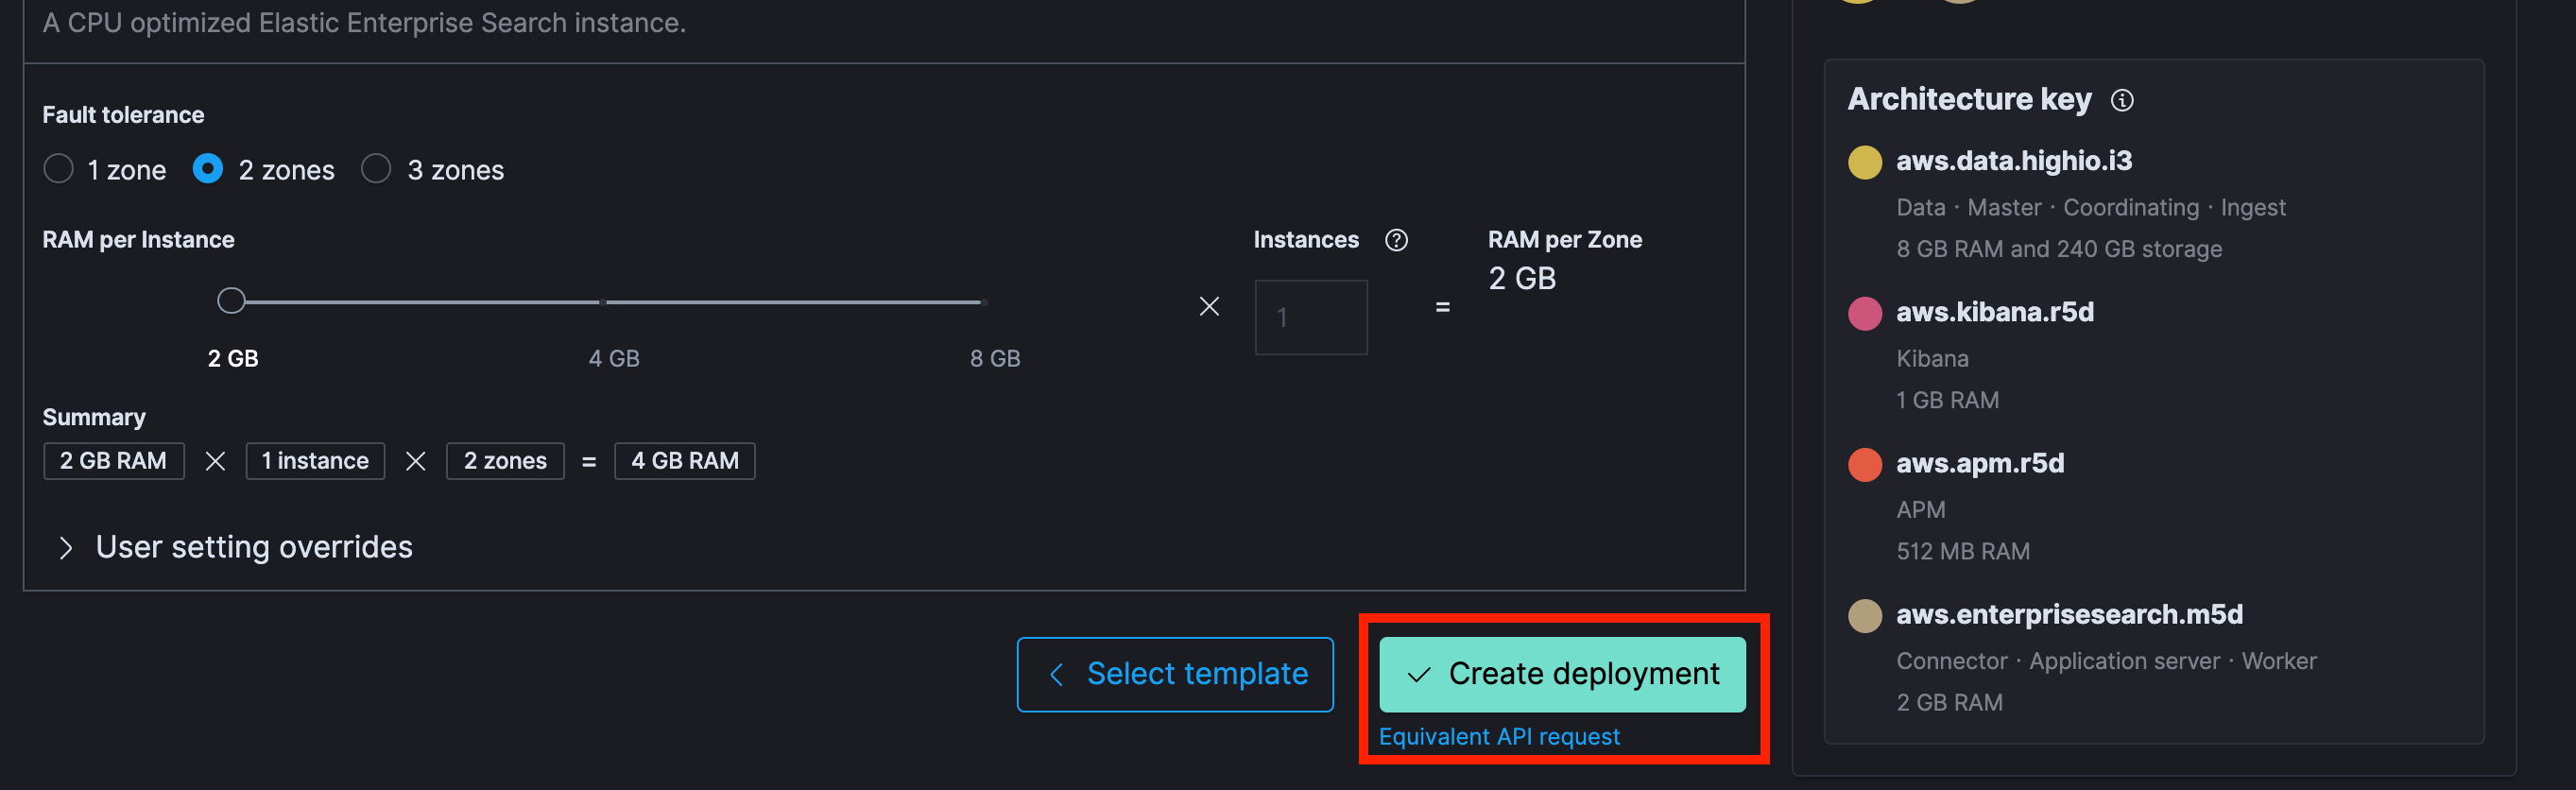 A CPU optimized Elastic Enterprise Search instance.
Fault tolerance
1 zone 2 zones 3 zones
RAM per Instance
2 GB 4 GB 8 GB
×
Instances ?
1
=
RAM per Zone
2 GB
Summary
2 GB RAM × 1 instance × 2 zones = 4 GB RAM
User setting overrides
Select template
Create deployment
Equivalent API request
Architecture key
aws.data.highio.i3
Data · Master · Coordinating · Ingest
8 GB RAM and 240 GB storage
aws.kibana.r5d
Kibana
1 GB RAM
aws.apm.r5d
APM
512 MB RAM
aws.enterprisesearch.m5d
Connector · Application server · Worker
2 GB RAM